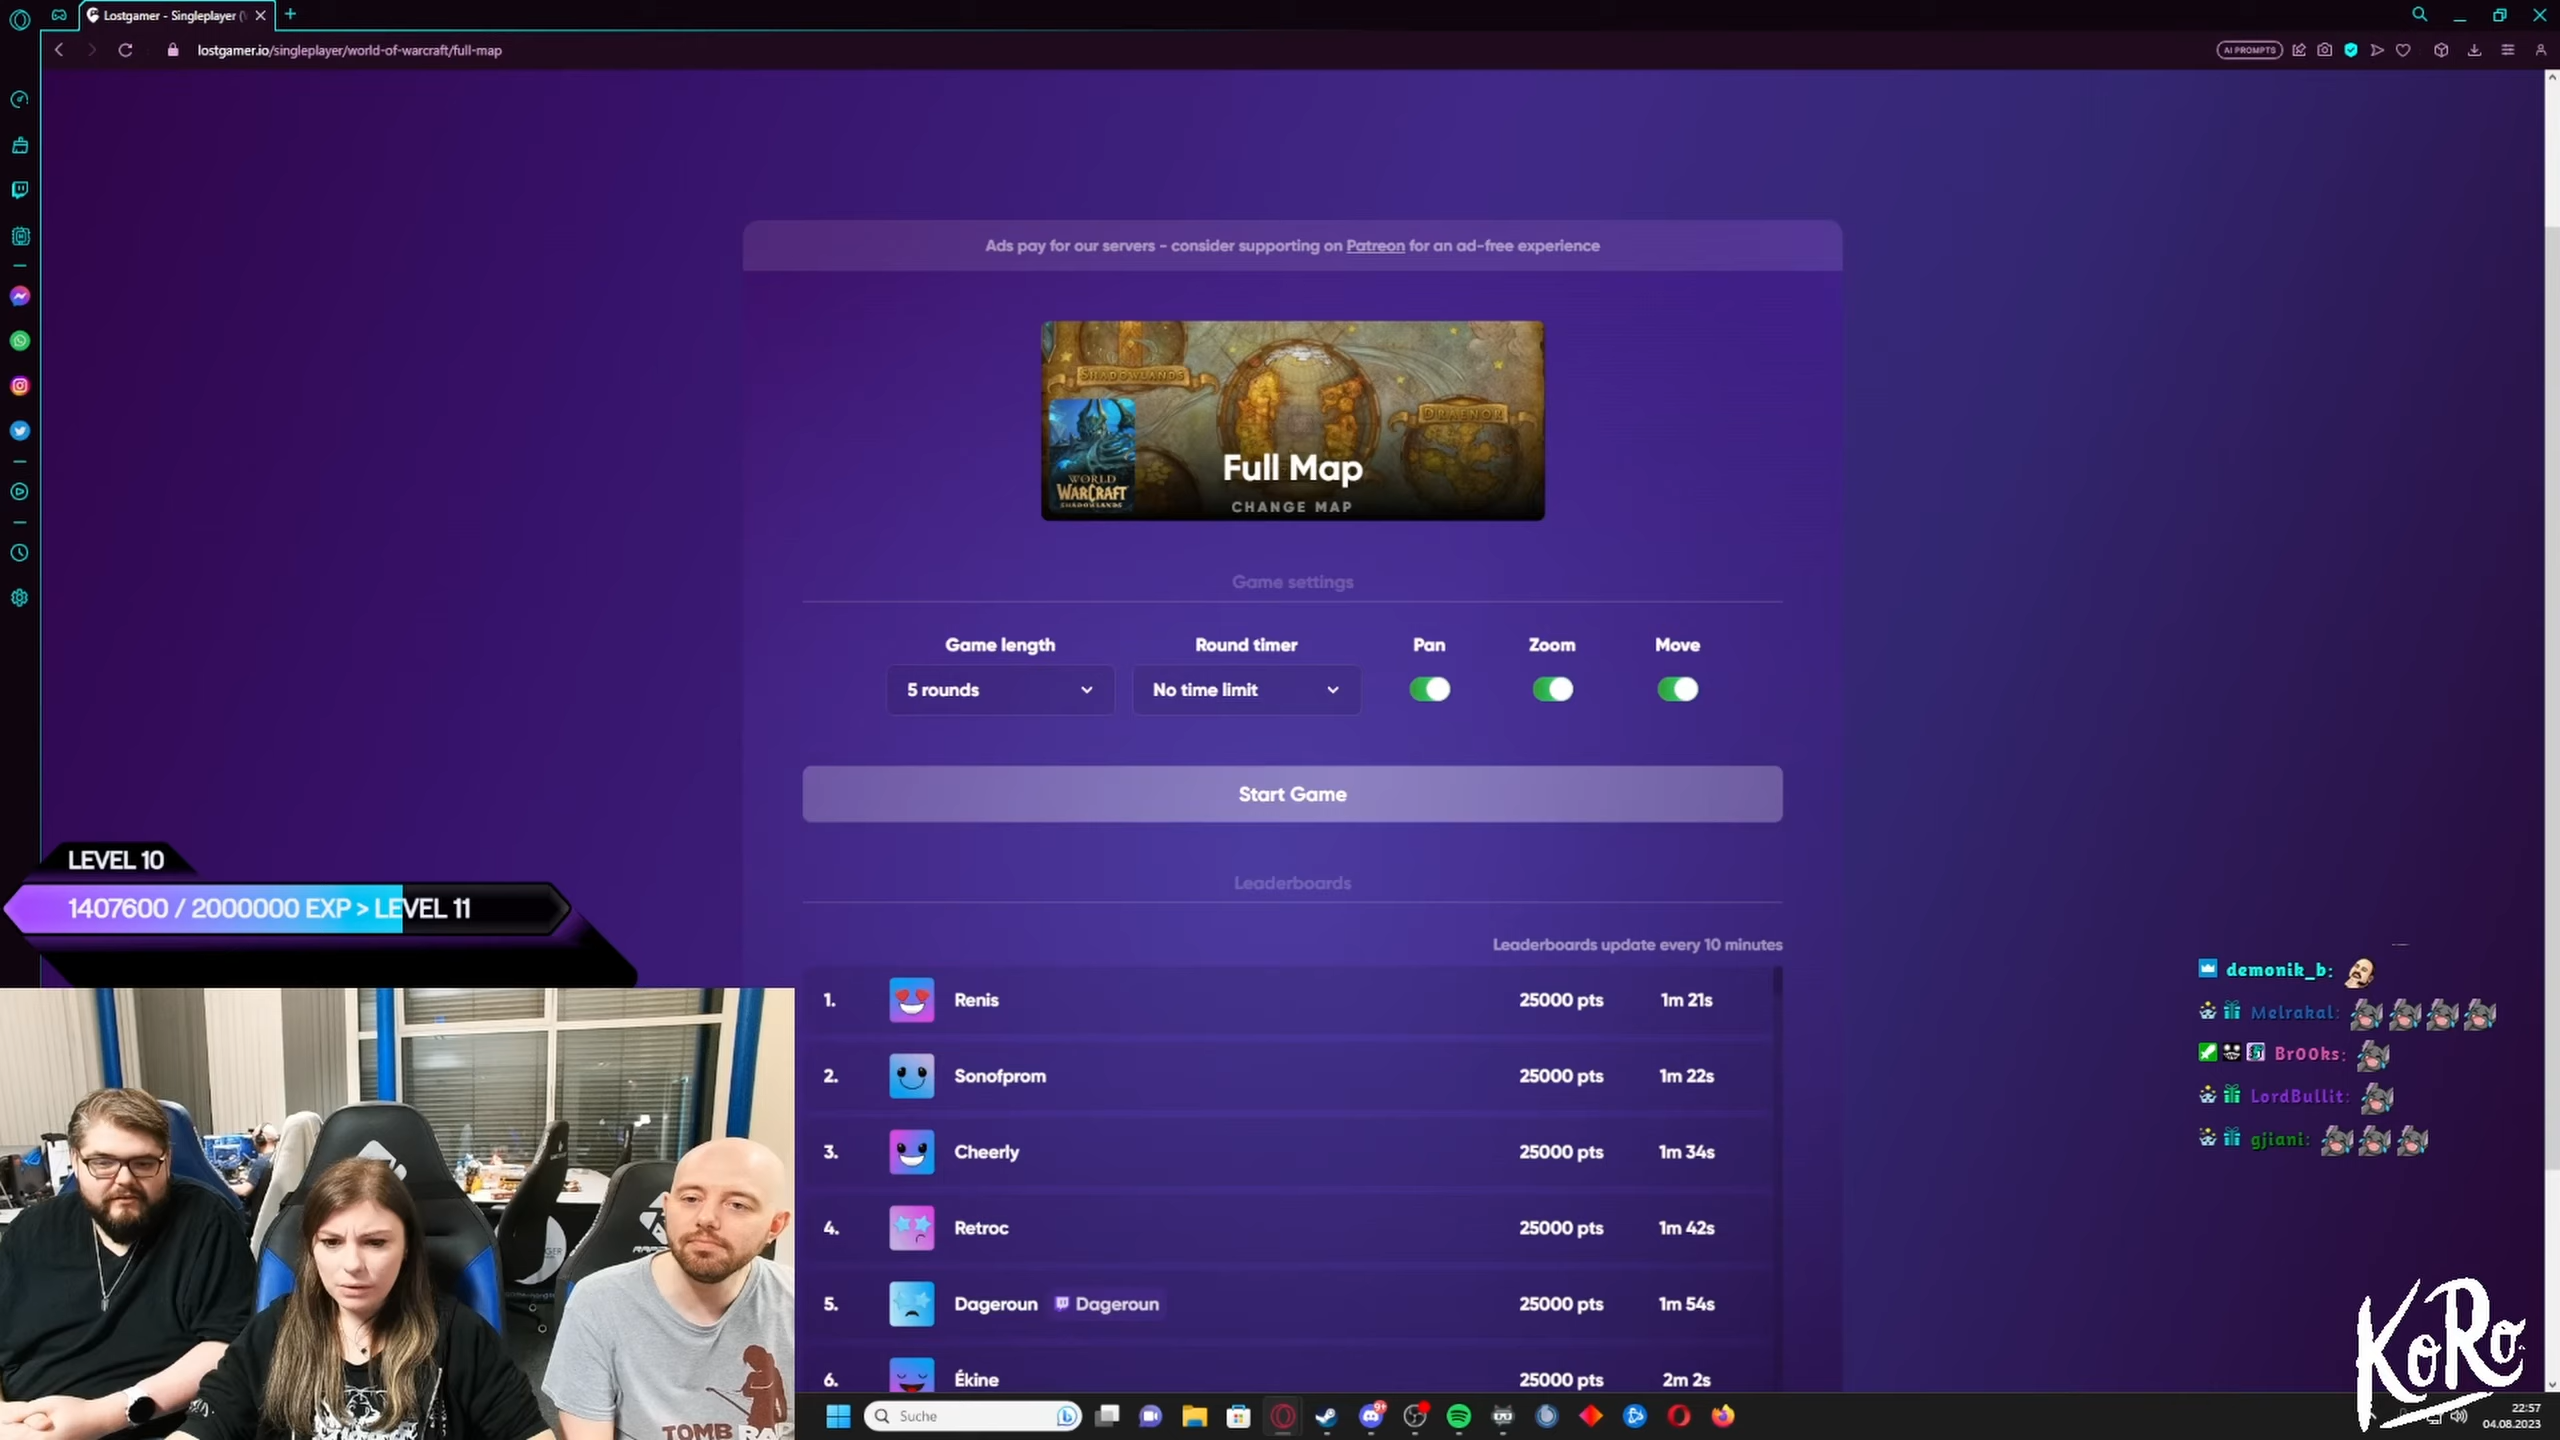 Lostgamer - Singleplayer (
lostgamer.io/singleplayer/world-of-warcraft/full-map
AI PROMPTS
Ads pay for our servers - consider supporting on Patreon for an ad-free experience
SHADOWLANDS
DRAENOR
WORLD
WARCRAFT
SHADOWLANDS
Full Map
CHANGE MAP
Game settings
Game length
Round timer
Pan
Zoom
Move
5 rounds
No time limit
Start Game
Leaderboards
Leaderboards update every 10 minutes
1. Renis 25000 pts 1m 21s
2. Sonofprom 25000 pts 1m 22s
3. Cheerly 25000 pts 1m 34s
4. Retroc 25000 pts 1m 42s
5. Dageroun Dageroun 25000 pts 1m 54s
6. Ékine 25000 pts 2m 2s
LEVEL 10
1407600 / 2000000 EXP > LEVEL 11
demonik_b:
Melrakal:
Br00ks:
LordBullit:
gjiani:
TOMB RAI
KoRo
Suche
9+
22:57
04.08.2023